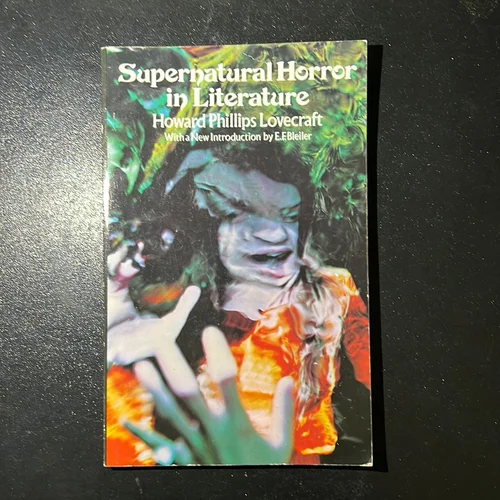 Supernatural Horror
in Literature
Howard Phillips Lovecraft
With a New Introduction by E.F.Bleiler